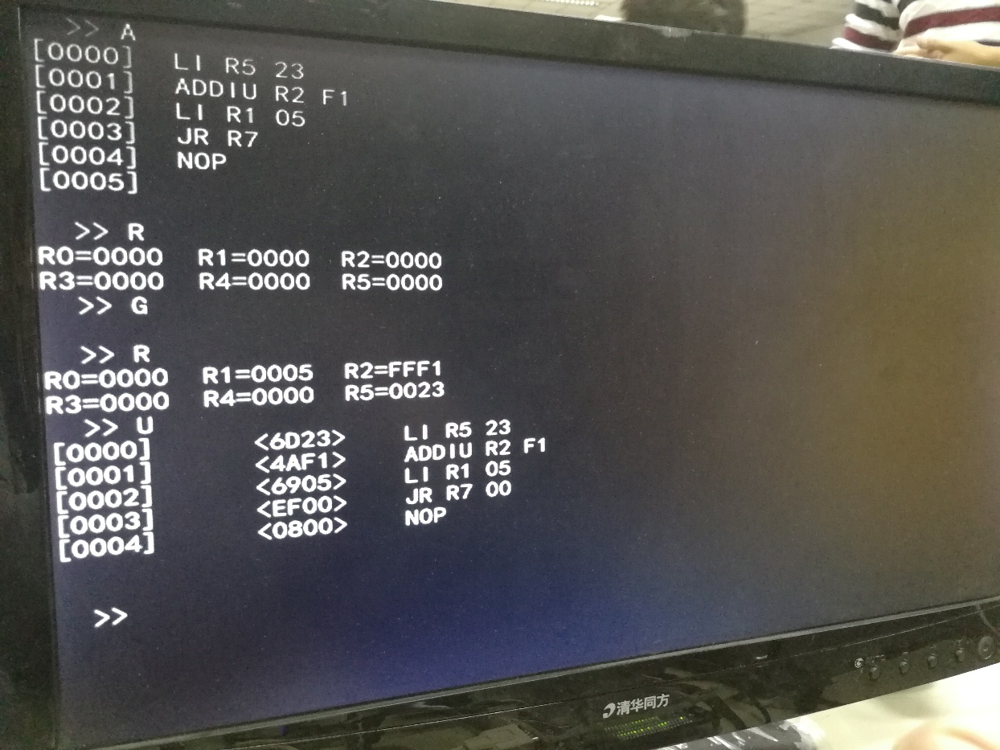 >> A
[0000] LI R5 23
[0001] ADDIU R2 F1
[0002] LI R1 05
[0003] JR R7
[0004] NOP
[0005]
>> R
R0=0000 R1=0000 R2=0000
R3=0000 R4=0000 R5=0000
>> G
>> R
R0=0000 R1=0005 R2=FFF1
R3=0000 R4=0000 R5=0023
>> U
[0000] <6D23> LI R5 23
[0001] <4AF1> ADDIU R2 F1
[0002] <6905> LI R1 05
[0003] <EF00> JR R7 00
[0004] <0800> NOP
>>
清华同方